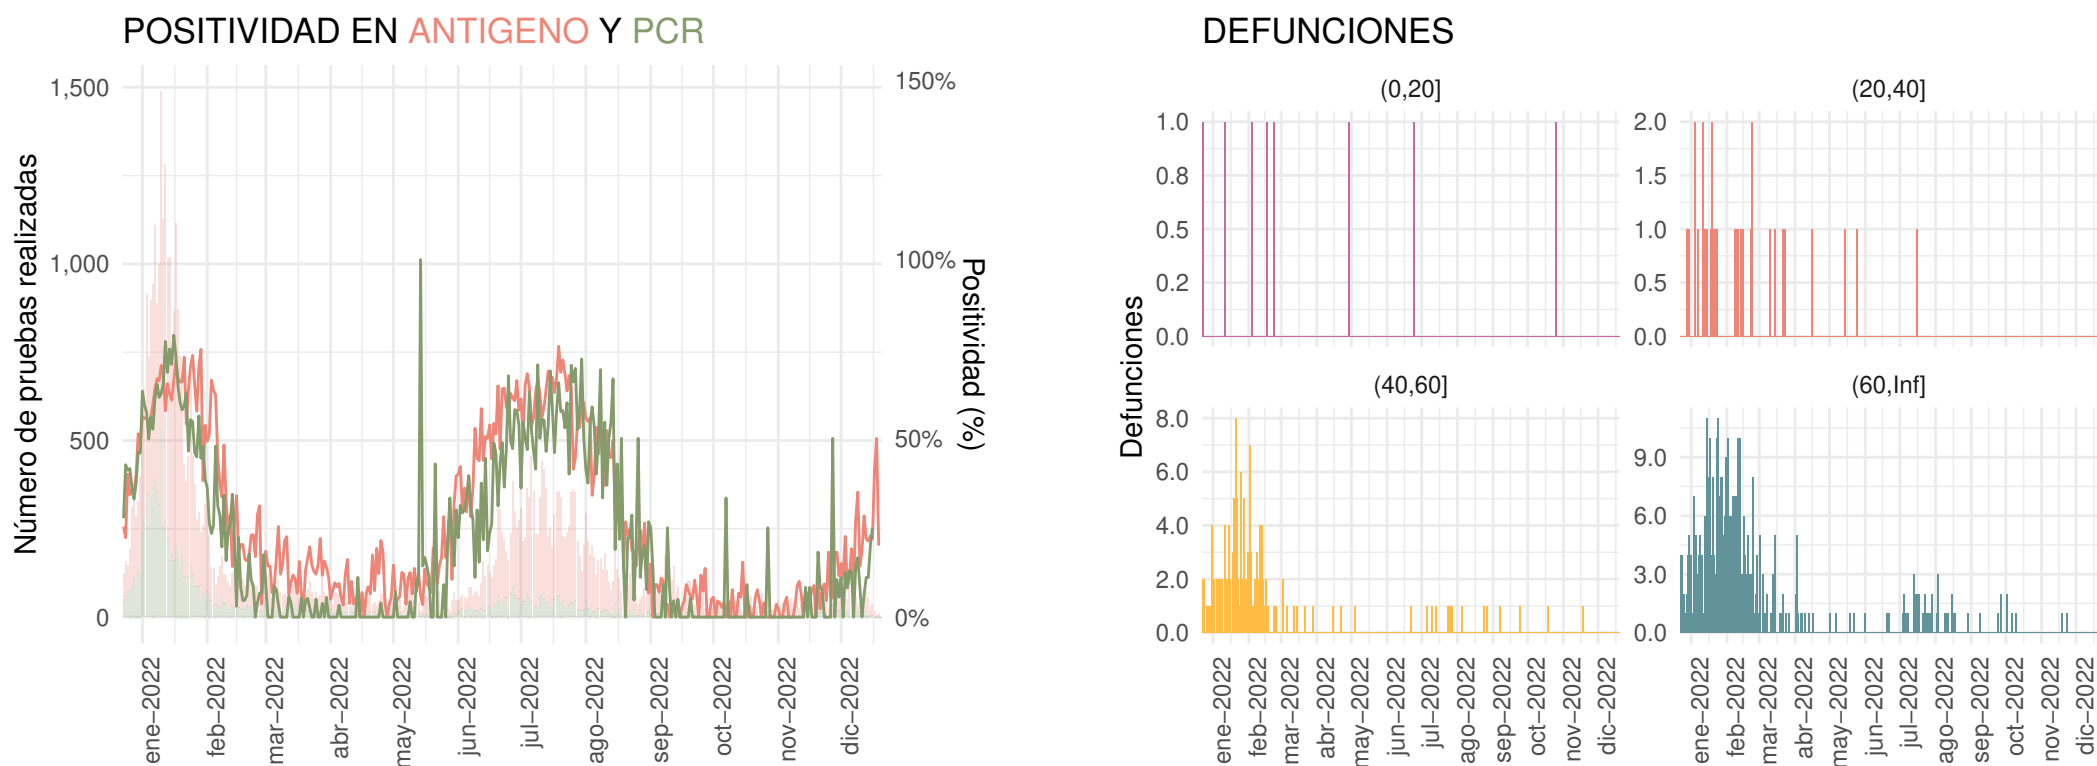 POSITIVIDAD EN ANTIGENO Y PCR
Número de pruebas realizadas
1,500
1,000
500
0
150%
100%
50%
0%
Positividad (%)
ene−2022
feb−2022
mar−2022
abr−2022
may−2022
jun−2022
jul−2022
ago−2022
sep−2022
oct−2022
nov−2022
dic−2022
DEFUNCIONES
Defunciones
(0,20]
1.0
0.8
0.5
0.2
0.0
(20,40]
2.0
1.5
1.0
0.5
0.0
(40,60]
8.0
6.0
4.0
2.0
0.0
(60,Inf]
9.0
6.0
3.0
0.0
ene−2022
feb−2022
mar−2022
abr−2022
may−2022
jun−2022
jul−2022
ago−2022
sep−2022
oct−2022
nov−2022
dic−2022
ene−2022
feb−2022
mar−2022
abr−2022
may−2022
jun−2022
jul−2022
ago−2022
sep−2022
oct−2022
nov−2022
dic−2022